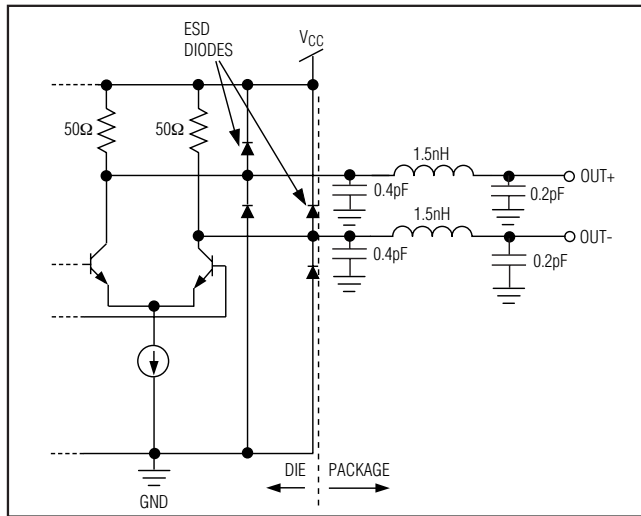 ESD
DIODES
VCC
50Ω
50Ω
1.5nH
OUT+
0.4pF
0.2pF
1.5nH
OUT-
0.4pF
0.2pF
DIE
PACKAGE
GND